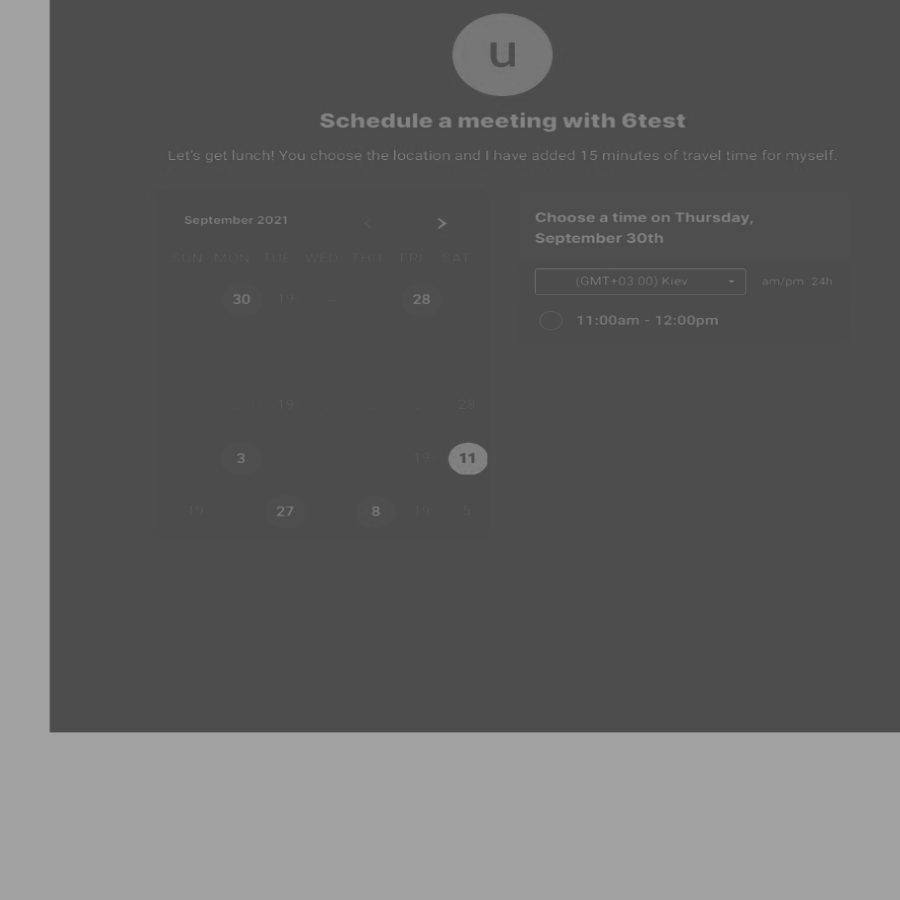 u
Schedule a meeting with 6test
Let's get lunch! You choose the location and I have added 15 minutes of travel time for myself.
September 2021 < >
SUN MON TUE WED THU FRI SAT
30 19 28
19 28
3 19 11
19 27 8 19 5
Choose a time on Thursday,
September 30th
(GMT+03:00) Kiev am/pm 24h
11:00am - 12:00pm